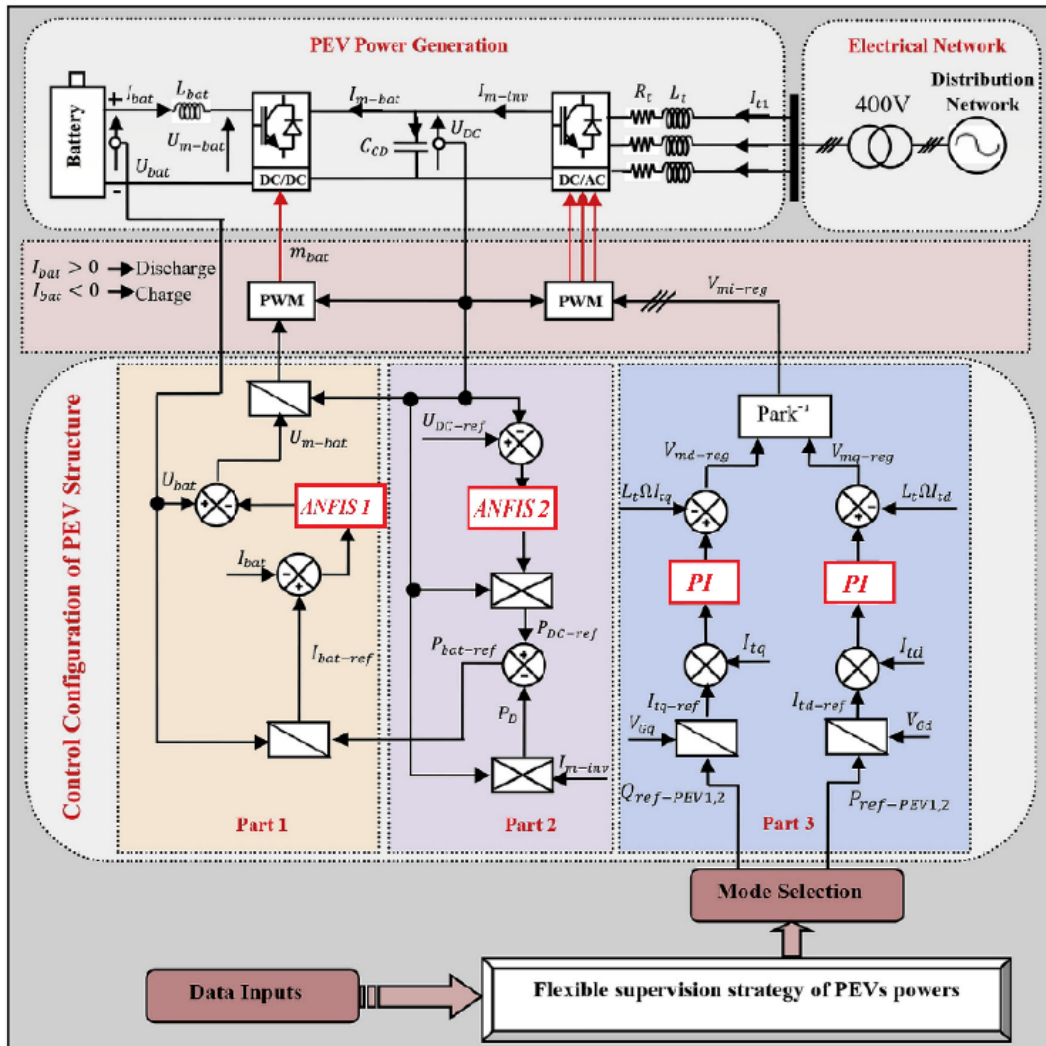 PEV Power Generation
Electrical Network
Battery
+
I_bat
L_bat
U_m-bat
U_bat
-
DC/DC
I_m-bat
I_m-inv
C_CD
U_DC
DC/AC
R_t
L_t
I_t1
400V
Distribution
Network
I_bat > 0 → Discharge
I_bat < 0 → Charge
m_bat
PWM
PWM
V_mi-reg
Control Configuration of PEV Structure
U_m-bat
U_bat
ANFIS 1
I_bat
I_bat-ref
Part 1
U_DC-ref
ANFIS 2
P_DC-ref
P_bat-ref
P_D
I_m-inv
Part 2
Park⁻¹
V_md-reg
V_mq-reg
L_tΩI_tq
L_tΩI_td
PI
PI
I_tq
I_td
I_tq-ref
I_td-ref
V_Gq
V_Gd
Q_ref-PEV1,2
P_ref-PEV1,2
Part 3
Mode Selection
Data Inputs
Flexible supervision strategy of PEVs powers